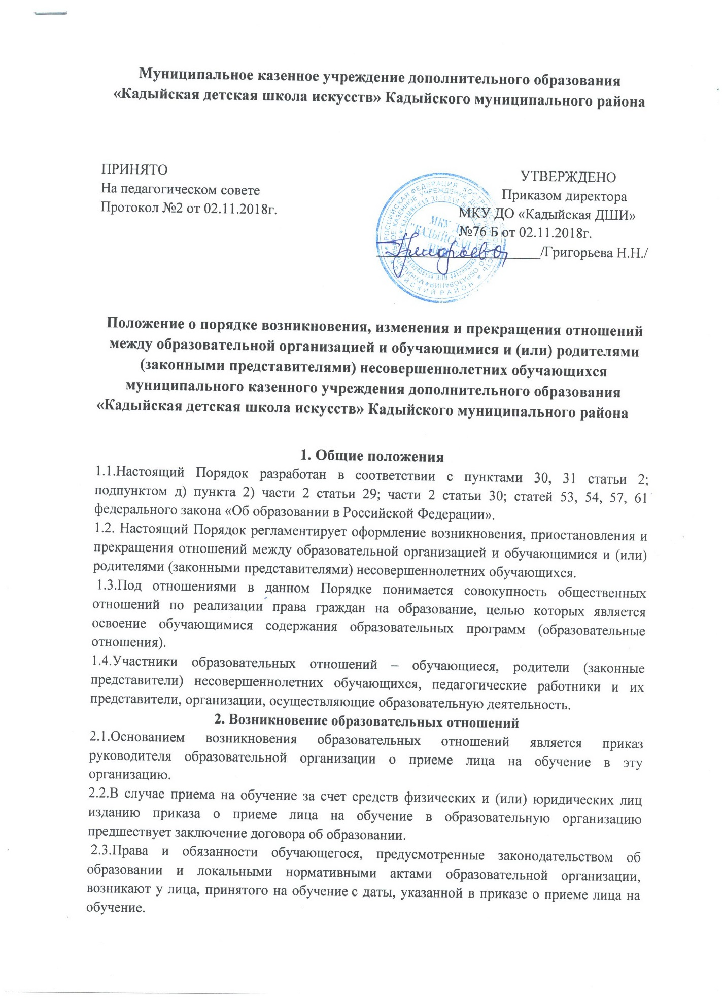 Муниципальное казенное учреждение дополнительного образования
«Кадыйская детская школа искусств» Кадыйского муниципального района
ПРИНЯТО
На педагогическом совете
Протокол №2 от 02.11.2018г.
УТВЕРЖДЕНО
Приказом директора
МКУ ДО «Кадыйская ДШИ»
№76 Б от 02.11.2018г.
/Григорьева Н.Н./
Положение о порядке возникновения, изменения и прекращения отношений
между образовательной организацией и обучающимися и (или) родителями
(законными представителями) несовершеннолетних обучающихся
муниципального казенного учреждения дополнительного образования
«Кадыйская детская школа искусств» Кадыйского муниципального района
1. Общие положения
1.1.Настоящий Порядок разработан в соответствии с пунктами 30, 31 статьи 2;
подпунктом д) пункта 2) части 2 статьи 29; части 2 статьи 30; статей 53, 54, 57, 61
федерального закона «Об образовании в Российской Федерации».
1.2. Настоящий Порядок регламентирует оформление возникновения, приостановления и
прекращения отношений между образовательной организацией и обучающимися и (или)
родителями (законными представителями) несовершеннолетних обучающихся.
1.3.Под отношениями в данном Порядке понимается совокупность общественных
отношений по реализации права граждан на образование, целью которых является
освоение обучающимися содержания образовательных программ (образовательные
отношения).
1.4.Участники образовательных отношений – обучающиеся, родители (законные
представители) несовершеннолетних обучающихся, педагогические работники и их
представители, организации, осуществляющие образовательную деятельность.
2. Возникновение образовательных отношений
2.1.Основанием возникновения образовательных отношений является приказ
руководителя образовательной организации о приеме лица на обучение в эту
организацию.
2.2.В случае приема на обучение за счет средств физических и (или) юридических лиц
изданию приказа о приеме лица на обучение в образовательную организацию
предшествует заключение договора об образовании.
2.3.Права и обязанности обучающегося, предусмотренные законодательством об
образовании и локальными нормативными актами образовательной организации,
возникают у лица, принятого на обучение с даты, указанной в приказе о приеме лица на
обучение.